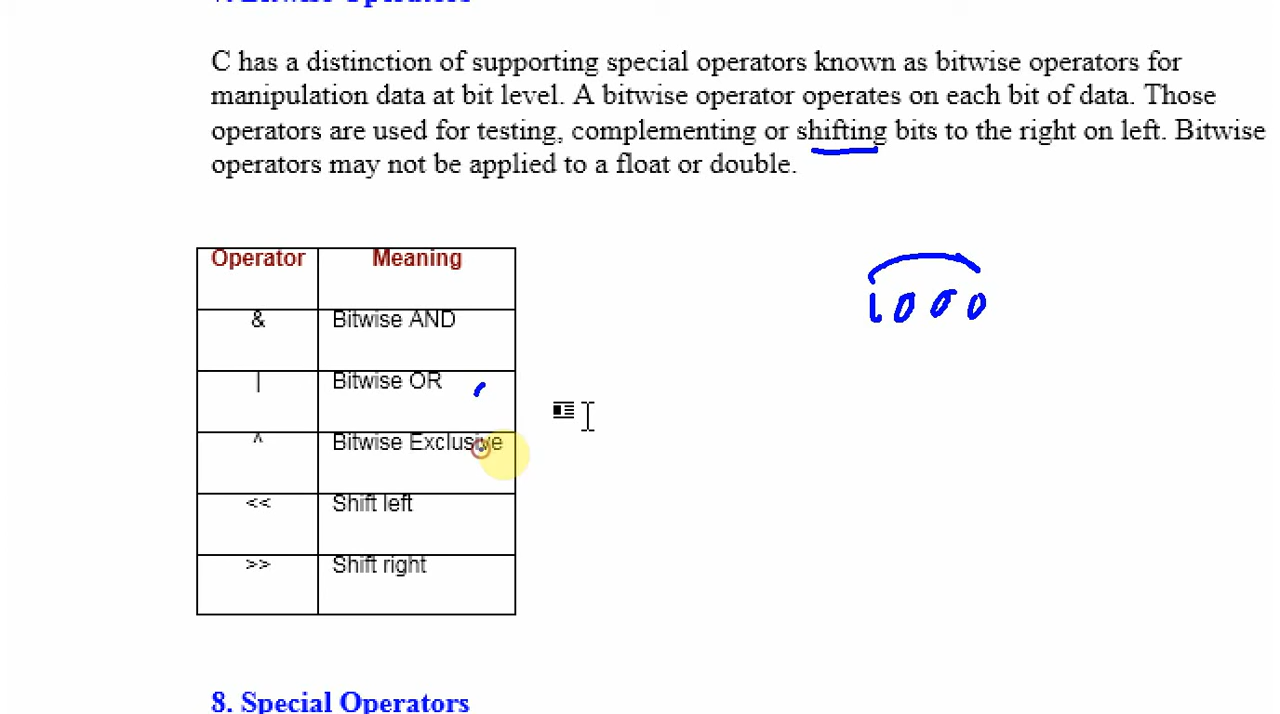 7. Bitwise Operators
C has a distinction of supporting special operators known as bitwise operators for
manipulation data at bit level. A bitwise operator operates on each bit of data. Those
operators are used for testing, complementing or shifting bits to the right on left. Bitwise
operators may not be applied to a float or double.
Operator Meaning
& Bitwise AND
| Bitwise OR
^ Bitwise Exclusive
<< Shift left
>> Shift right
1000
8. Special Operators